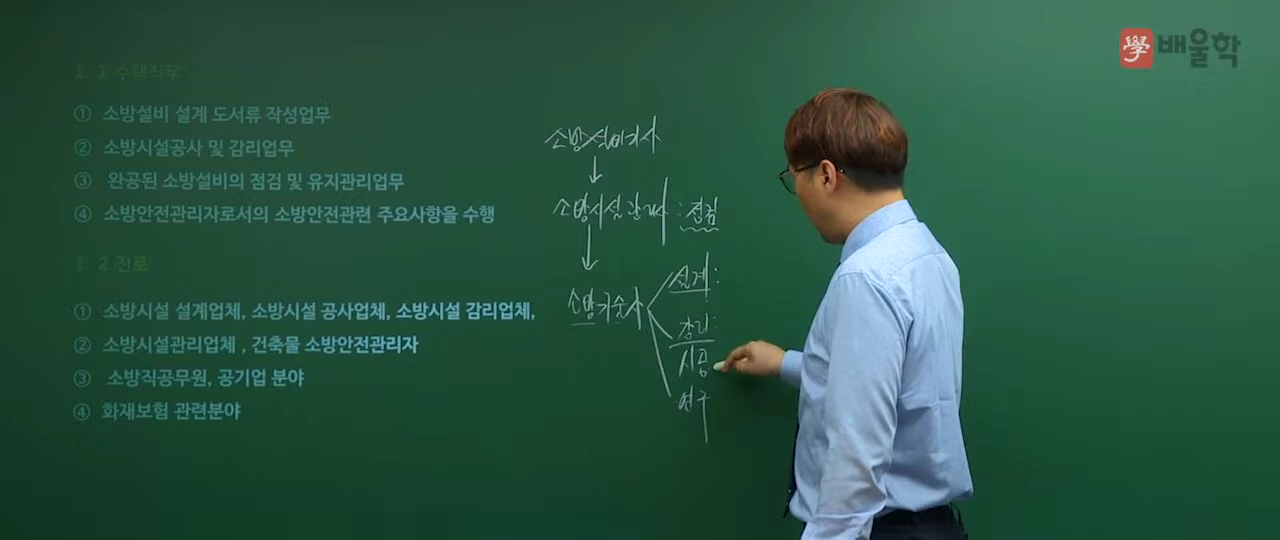 學 배울학
1. 1 수행직무
① 소방설비 설계 도서류 작성업무
② 소방시설공사 및 감리업무
③ 완공된 소방설비의 점검 및 유지관리업무
④ 소방안전관리자로서의 소방안전관련 주요사항을 수행
1. 2 진로
① 소방시설 설계업체, 소방시설 공사업체, 소방시설 감리업체,
② 소방시설관리업체 , 건축물 소방안전관리자
③ 소방직공무원, 공기업 분야
④ 화재보험 관련분야
소방설비기사
↓
소방시설관리사 : 점검
↓
소방기술사
설계:
감리:
시공
연구